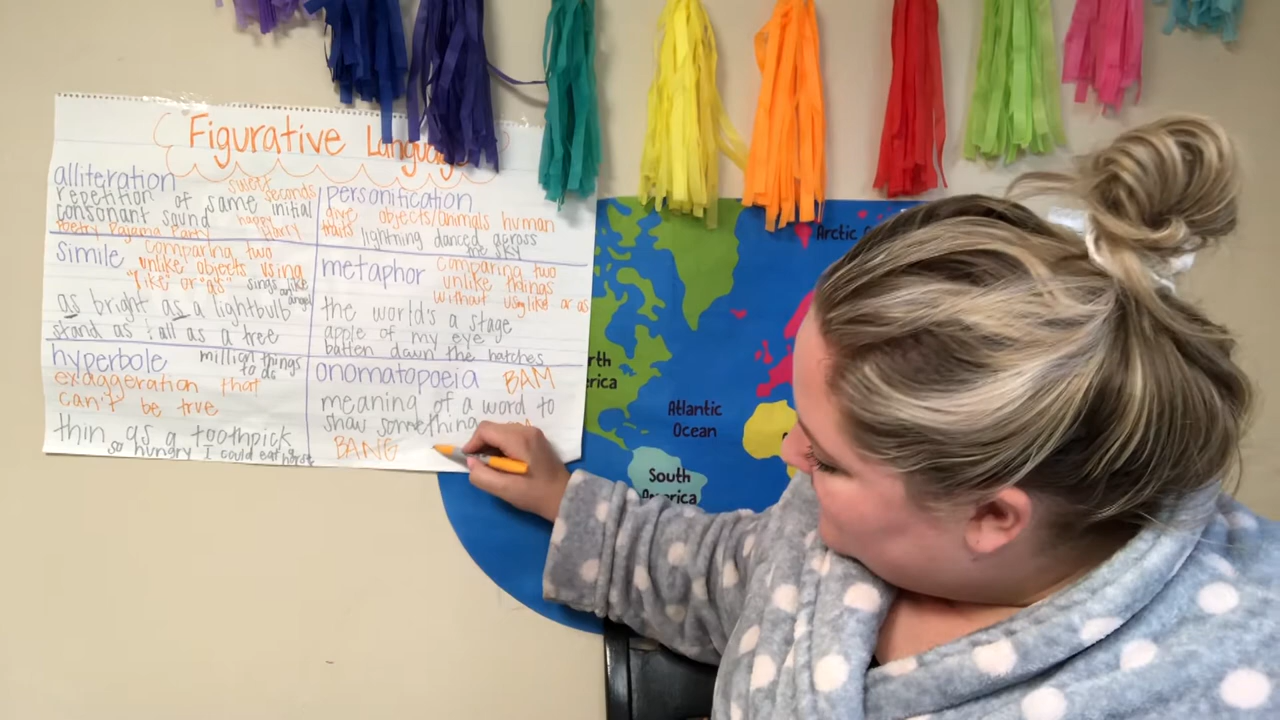 Figurative Language
alliteration
sweet seconds
repetition of same initial
consonant sound happy
Poetry Pajama Party Harry
personification
give objects/animals human
traits lightning danced across
the sky
simile comparing two
unlike objects using
"like" or "as" sings like
an angel
as bright as a lightbulb
stand as tall as a tree
metaphor comparing two
unlike things
without using like or as
the world's a stage
apple of my eye
batten down the hatches
hyperbole million things
to do
exaggeration that
can't be true
thin as a toothpick
so hungry I could eat horse
onomatopoeia BAM
meaning of a word to
show something
BANG
Arctic
Atlantic
Ocean
South
America